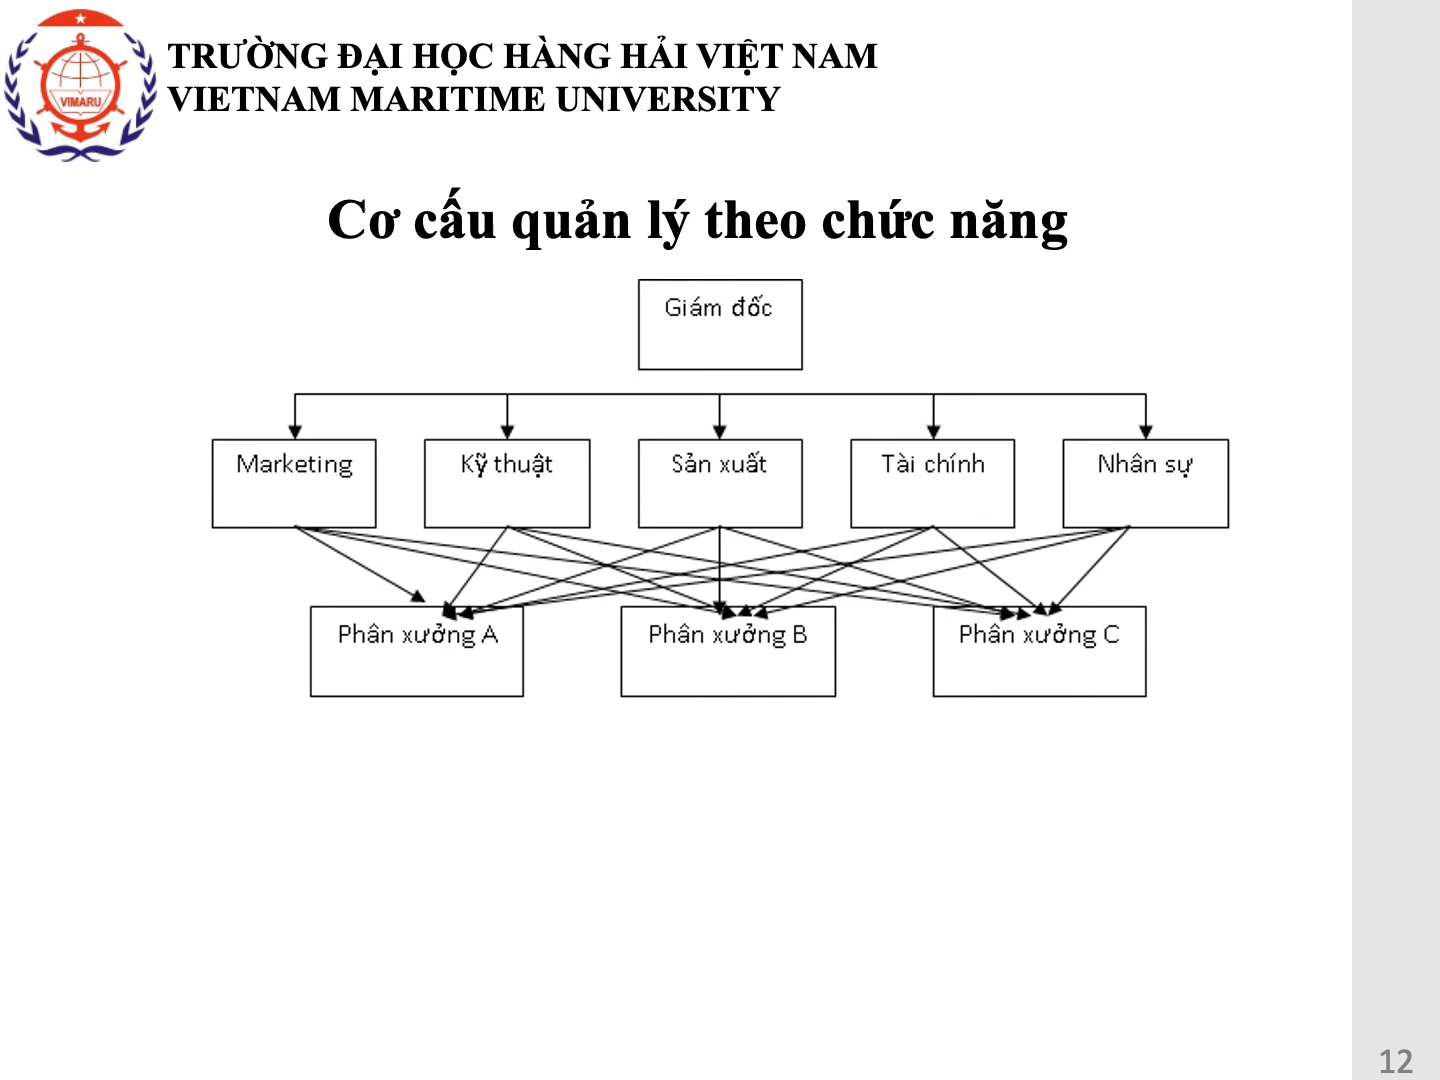 VIMARU
TRƯỜNG ĐẠI HỌC HÀNG HẢI VIỆT NAM
VIETNAM MARITIME UNIVERSITY
Cơ cấu quản lý theo chức năng
Giám đốc
Marketing
Kỹ thuật
Sản xuất
Tài chính
Nhân sự
Phân xưởng A
Phân xưởng B
Phân xưởng C
12